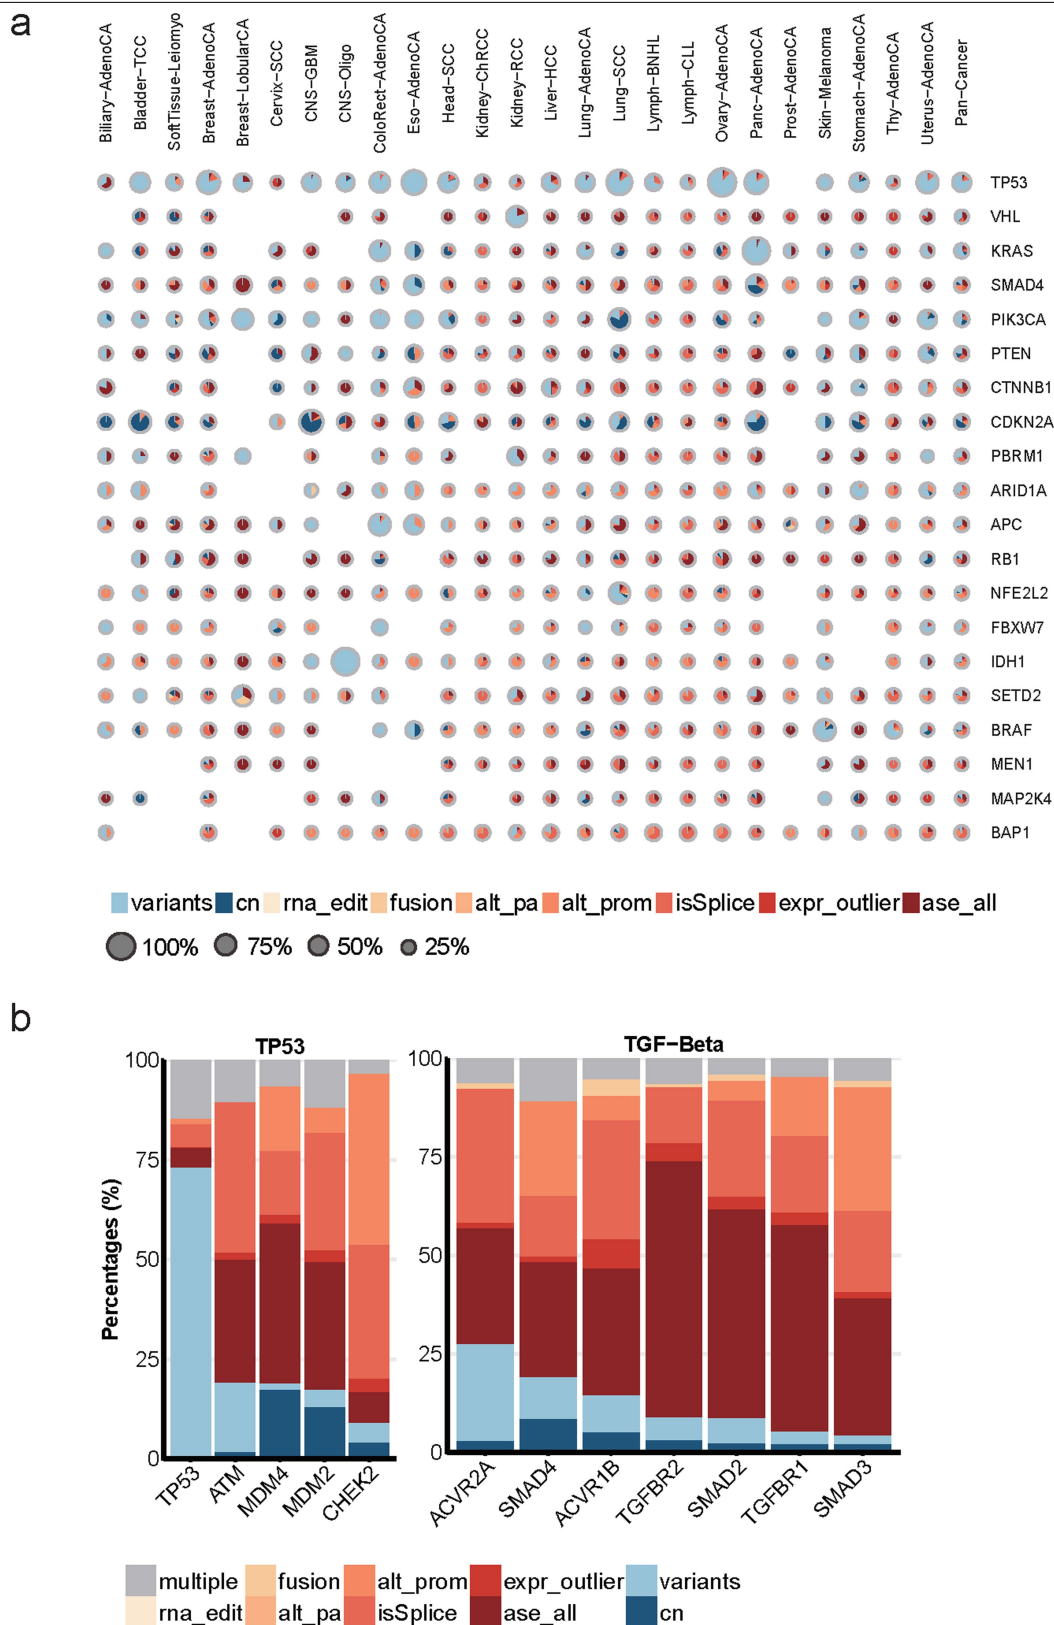 a
Biliary−AdenoCA
Bladder−TCC
SoftTissue−Leiomyo
Breast−AdenoCA
Breast−LobularCA
Cervix−SCC
CNS−GBM
CNS−Oligo
ColoRect−AdenoCA
Eso−AdenoCA
Head−SCC
Kidney−ChRCC
Kidney−RCC
Liver−HCC
Lung−AdenoCA
Lung−SCC
Lymph−BNHL
Lymph−CLL
Ovary−AdenoCA
Panc−AdenoCA
Prost−AdenoCA
Skin−Melanoma
Stomach−AdenoCA
Thy−AdenoCA
Uterus−AdenoCA
Pan−Cancer
TP53
VHL
KRAS
SMAD4
PIK3CA
PTEN
CTNNB1
CDKN2A
PBRM1
ARID1A
APC
RB1
NFE2L2
FBXW7
IDH1
SETD2
BRAF
MEN1
MAP2K4
BAP1
variants cn rna_edit fusion alt_pa alt_prom isSplice expr_outlier ase_all
100% 75% 50% 25%
b
TP53
Percentages (%)
100
75
50
25
0
TP53
ATM
MDM4
MDM2
CHEK2
TGF−Beta
100
75
50
25
0
ACVR2A
SMAD4
ACVR1B
TGFBR2
SMAD2
TGFBR1
SMAD3
multiple fusion alt_prom expr_outlier variants
rna_edit alt_pa isSplice ase_all cn